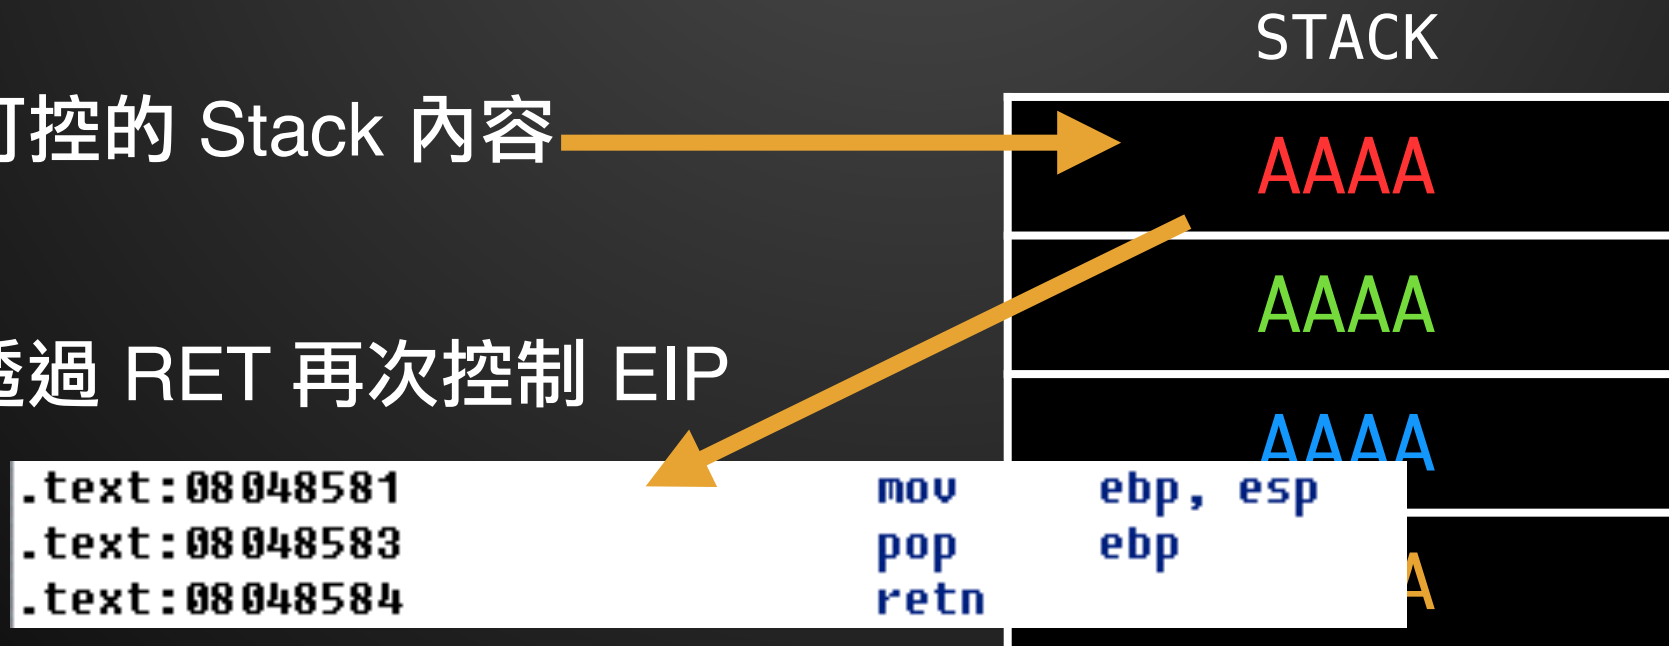 STACK
可控的 Stack 內容
AAAA
AAAA
透過 RET 再次控制 EIP
AAAA
.text:08048581 mov ebp, esp
.text:08048583 pop ebp
A
.text:08048584 retn